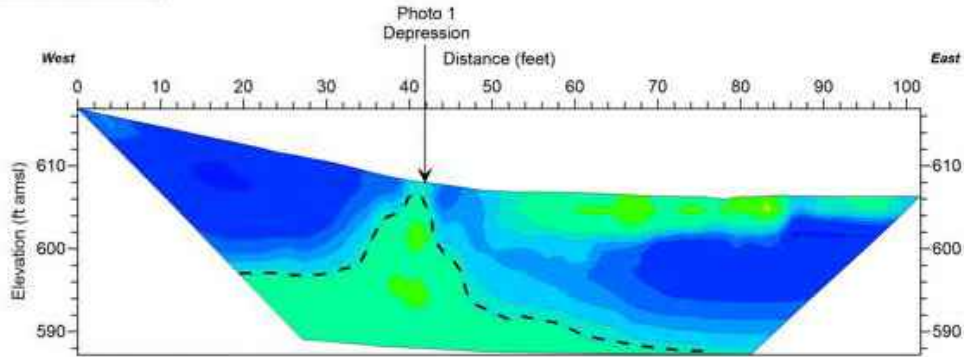 Photo 1
Depression
West
Distance (feet)
East
0 10 20 30 40 50 60 70 80 90 100
610
600
590
Elevation (ft amsl)
610
600
590